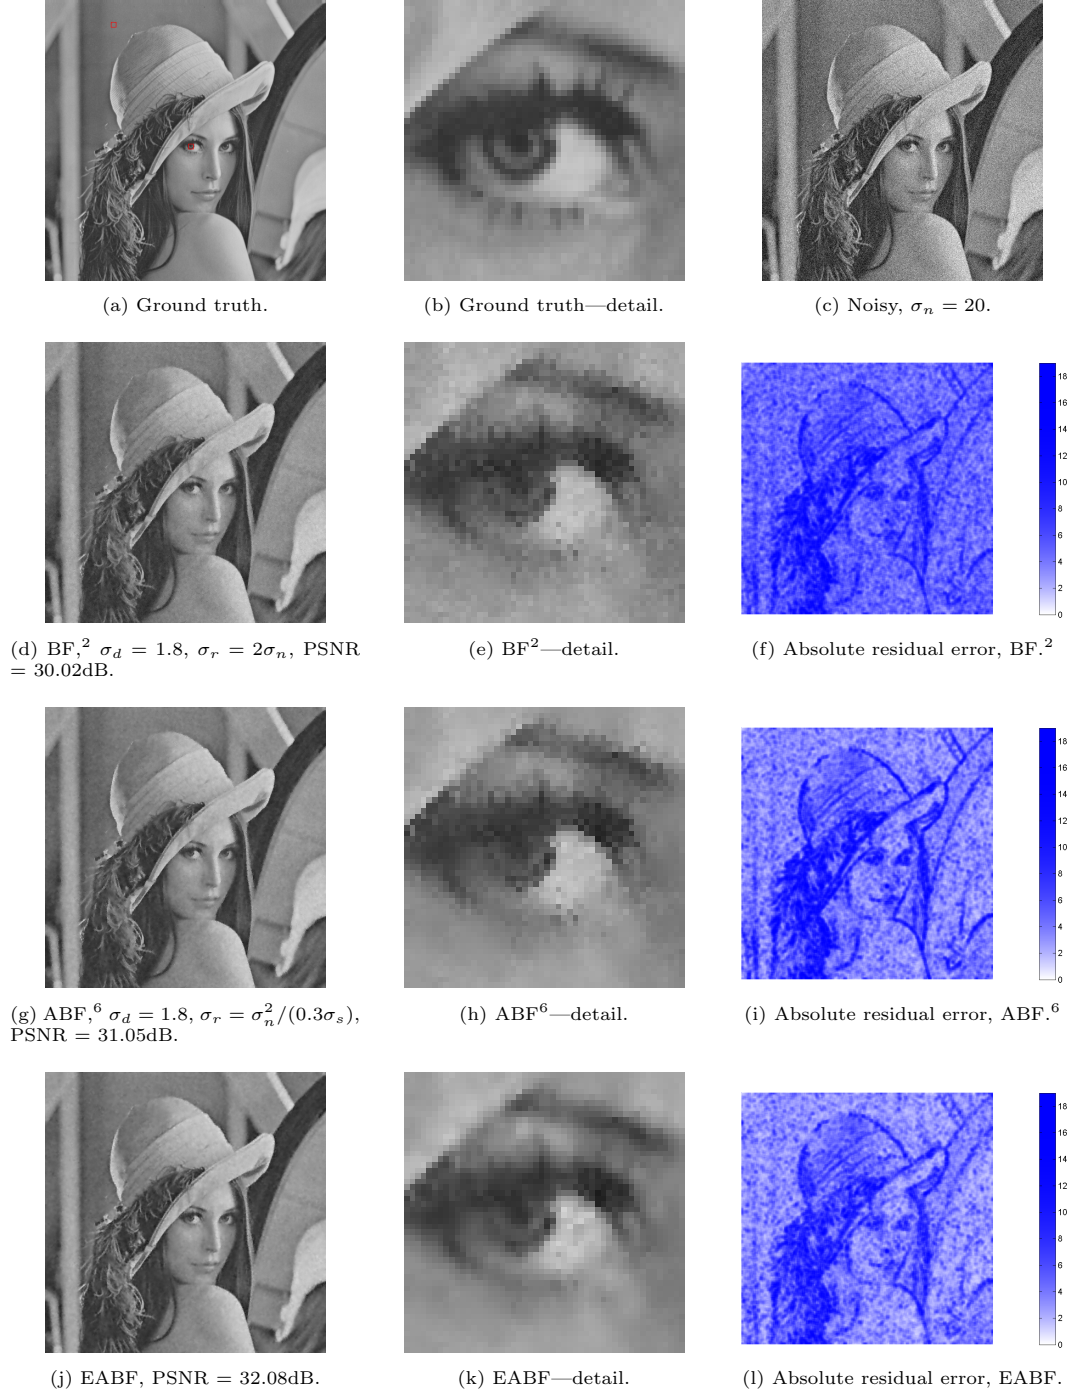 (a) Ground truth.
(b) Ground truth—detail.
(c) Noisy, σₙ = 20.
18
16
14
12
10
8
6
4
2
0
(d) BF,² σ_d = 1.8, σᵣ = 2σₙ, PSNR
= 30.02dB.
(e) BF²—detail.
(f) Absolute residual error, BF.²
18
16
14
12
10
8
6
4
2
0
(g) ABF,⁶ σ_d = 1.8, σᵣ = σₙ²/(0.3σₛ),
PSNR = 31.05dB.
(h) ABF⁶—detail.
(i) Absolute residual error, ABF.⁶
18
16
14
12
10
8
6
4
2
0
(j) EABF, PSNR = 32.08dB.
(k) EABF—detail.
(l) Absolute residual error, EABF.